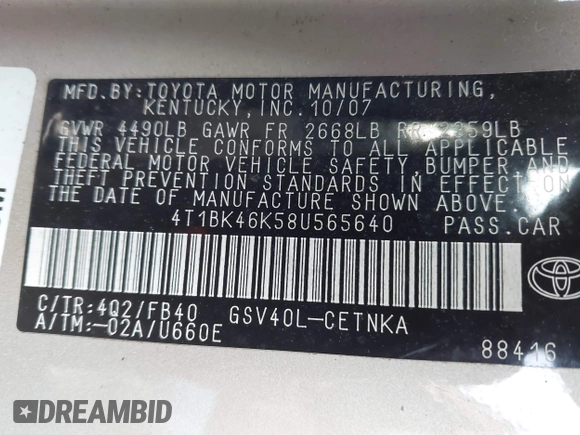 MFD.BY:TOYOTA MOTOR MANUFACTURING,
KENTUCKY, INC. 10/07
GVWR 4490LB GAWR FR 2668LB RR 2359LB
THIS VEHICLE CONFORMS TO ALL APPLICABLE
FEDERAL MOTOR VEHICLE SAFETY, BUMPER AND
THEFT PREVENTION STANDARDS IN EFFECT
ON THE DATE OF MANUFACTURE SHOWN ABOVE.
4T1BK46K58U565640 PASS.CAR
C/TR:4Q2/FB40 GSV40L-CETNKA
A/TM:-02A/U660E
88416
DREAMBID